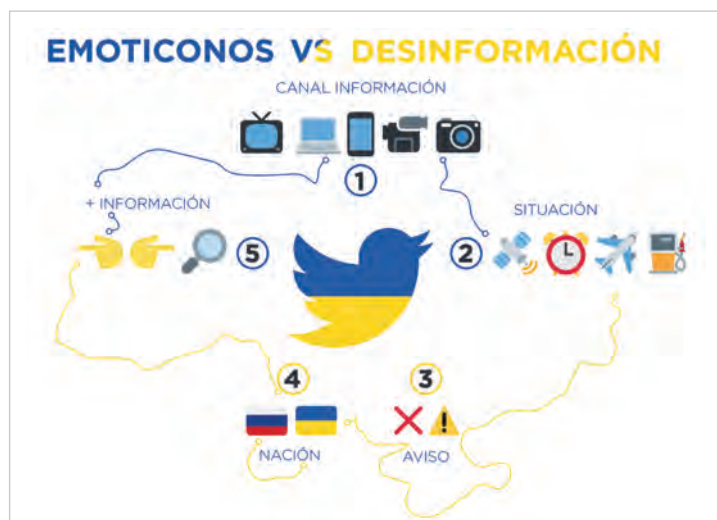 EMOTICONOS VS DESINFORMACIÓN
CANAL INFORMACIÓN
1
+ INFORMACIÓN
SITUACIÓN
5
2
4
3
NACIÓN
AVISO